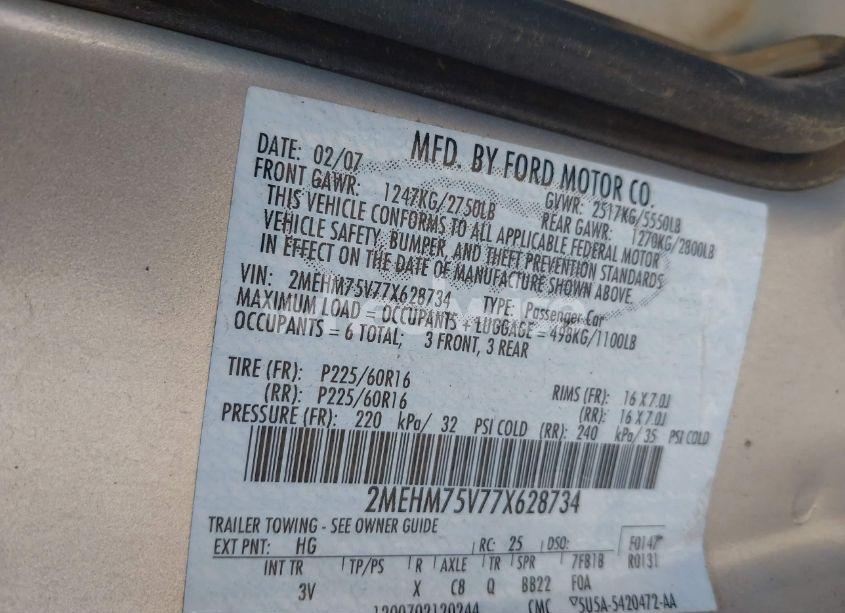 DATE: 02/07 MFD. BY FORD MOTOR CO.
FRONT GAWR: 1247KG/2750LB GVWR: 2517KG/5550LB
REAR GAWR: 1270KG/2800LB
THIS VEHICLE CONFORMS TO ALL APPLICABLE FEDERAL MOTOR
VEHICLE SAFETY, BUMPER, AND THEFT PREVENTION STANDARDS
IN EFFECT ON THE DATE OF MANUFACTURE SHOWN ABOVE.
VIN: 2MEHM75V77X628734 TYPE: Passenger Car
MAXIMUM LOAD = OCCUPANTS + LUGGAGE = 498KG/1100LB
OCCUPANTS = 6 TOTAL; 3 FRONT, 3 REAR
TIRE (FR): P225/60R16 RIMS (FR): 16 X 7.0J
(RR): P225/60R16 (RR): 16 X 7.0J
PRESSURE (FR): 220 kPa/ 32 PSI COLD (RR): 240 kPa/ 35 PSI COLD
2MEHM75V77X628734
TRAILER TOWING - SEE OWNER GUIDE
EXT PNT: HG RC: 25 DSO: F0147
R0131
INT TR TP/PS R AXLE TR SPR 7F81B
3V X C8 Q BB22 F0A
1200702120244 CMC 5U5A-5420472-AA